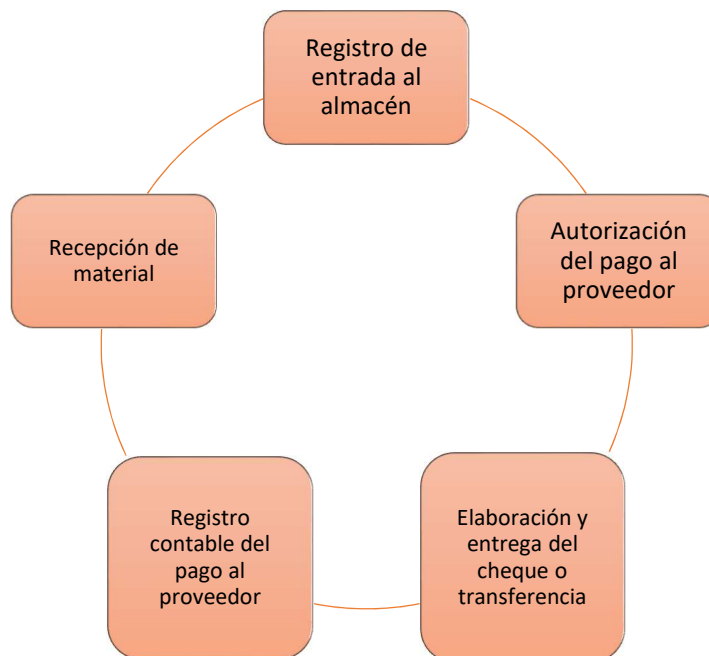 Registro de
entrada al
almacén
Autorización
del pago al
proveedor
Elaboración y
entrega del
cheque o
transferencia
Registro
contable del
pago al
proveedor
Recepción de
material